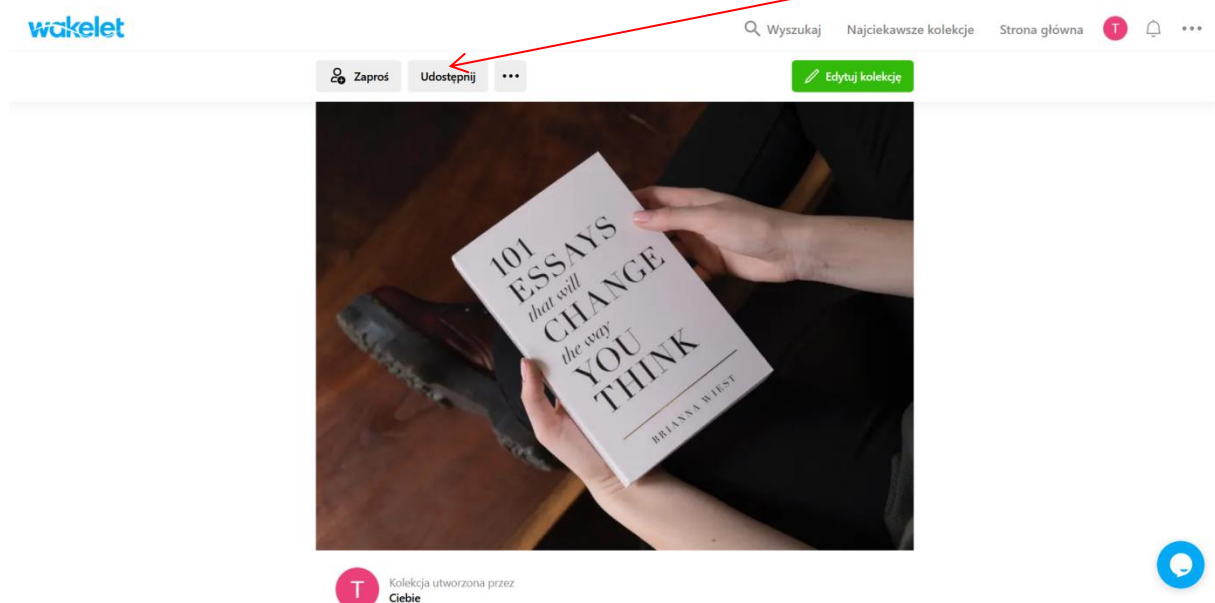 wakelet
Wyszukaj
Najciekawsze kolekcje
Strona główna
T
Zaproś
Udostępnij
Edytuj kolekcję
101
ESSAYS
that will
CHANGE
the way
YOU
THINK
BRIANNA WIEST
T
Kolekcja utworzona przez
Ciebie